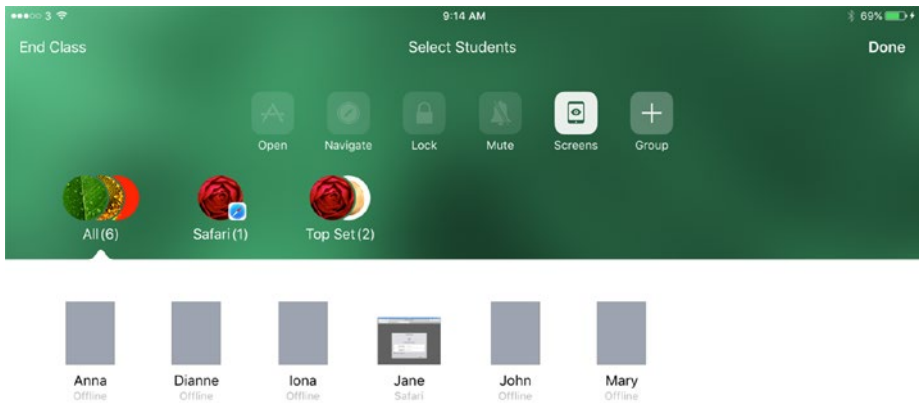 3 9:14 AM 69%
End Class Select Students Done
Open Navigate Lock Mute Screens Group
All (6) Safari (1) Top Set (2)
Anna Dianne Iona Jane John Mary
Offline Offline Offline Safari Offline Offline